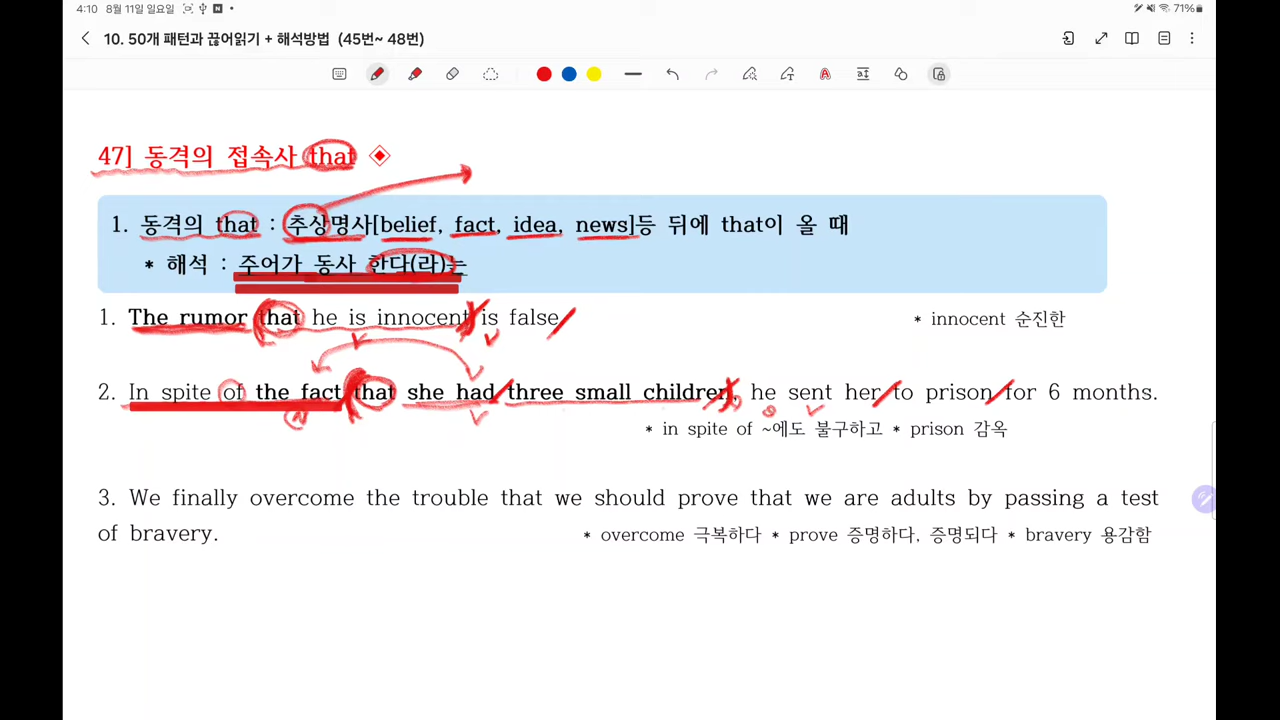 4:10 8월 11일 일요일
71%
10. 50개 패턴과 끊어읽기 + 해석방법 (45번~ 48번)
47] 동격의 접속사 that
1. 동격의 that : 추상명사[belief, fact, idea, news]등 뒤에 that이 올 때
* 해석 : 주어가 동사 한다(라)는
1. The rumor that he is innocent is false
* innocent 순진한
2. In spite of the fact that she had three small children, he sent her to prison for 6 months.
* in spite of ~에도 불구하고 * prison 감옥
3. We finally overcome the trouble that we should prove that we are adults by passing a test
of bravery.
* overcome 극복하다 * prove 증명하다, 증명되다 * bravery 용감함